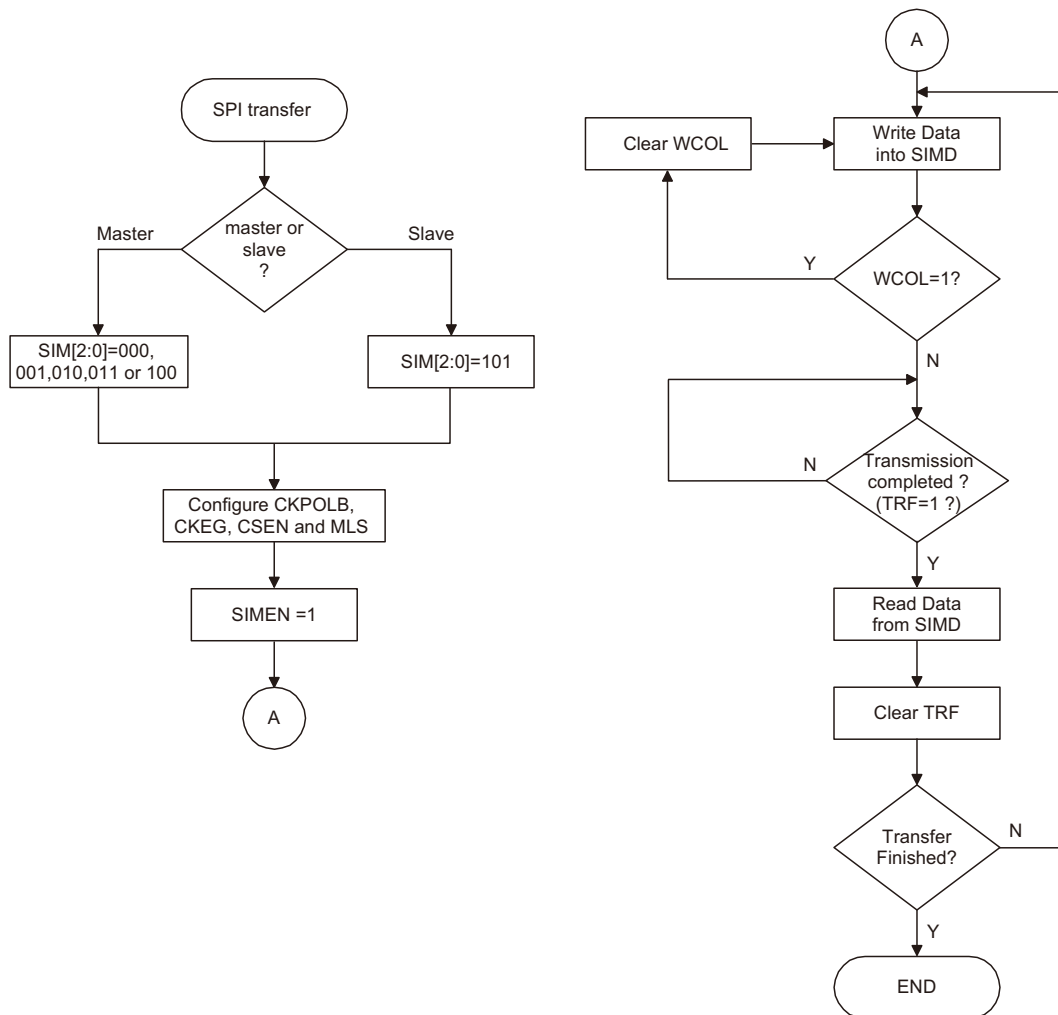 SPI transfer
master or
slave
?
Master
Slave
SIM[2:0]=000,
001,010,011 or 100
SIM[2:0]=101
Configure CKPOLB,
CKEG, CSEN and MLS
SIMEN =1
A
A
Write Data
into SIMD
Clear WCOL
WCOL=1?
Y
N
Transmission
completed ?
(TRF=1 ?)
N
Y
Read Data
from SIMD
Clear TRF
Transfer
Finished?
N
Y
END